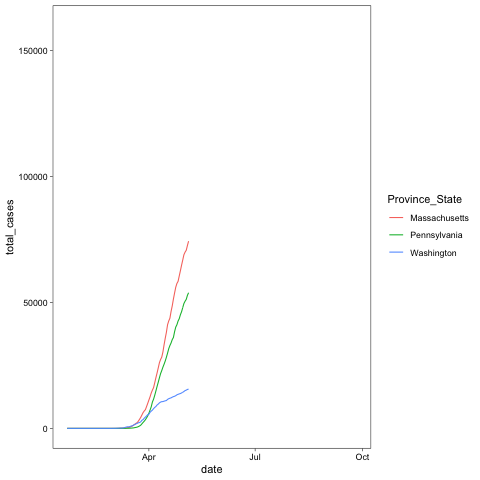 150000
100000
50000
0
total_cases
Apr
Jul
Oct
date
Province_State
Massachusetts
Pennsylvania
Washington